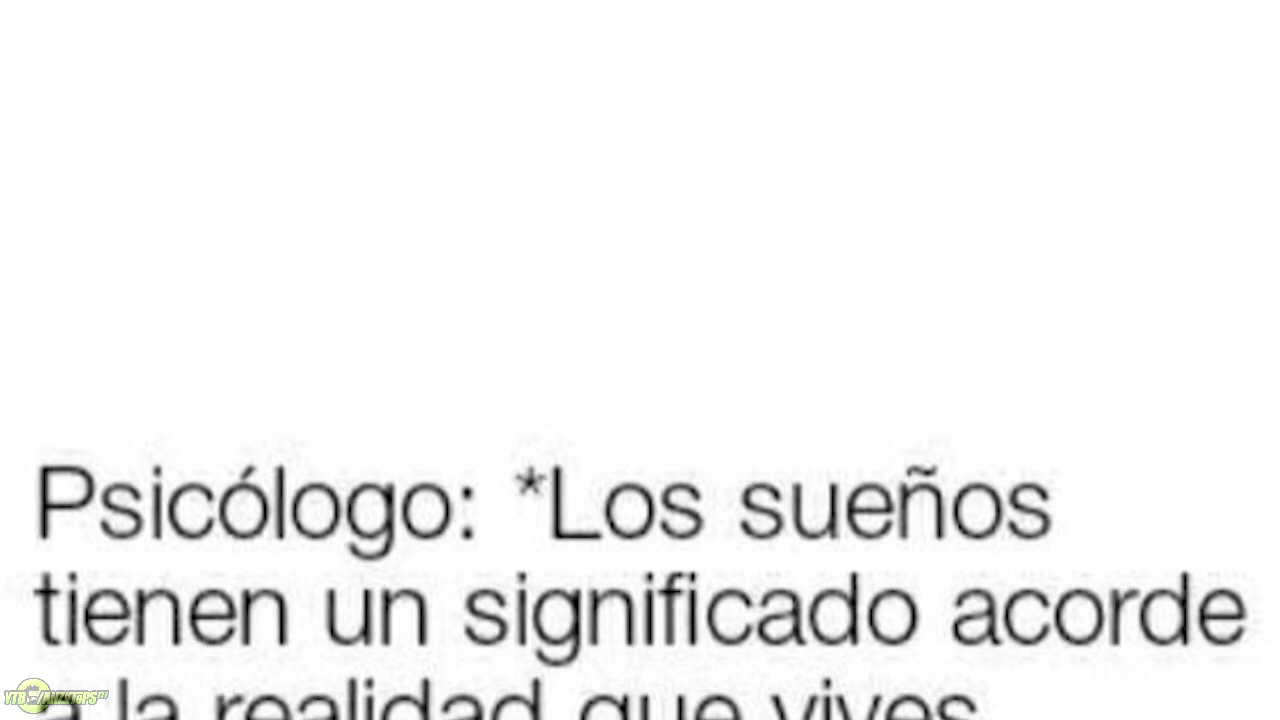 Psicólogo: *Los sueños
tienen un significado acorde
a la realidad que vives